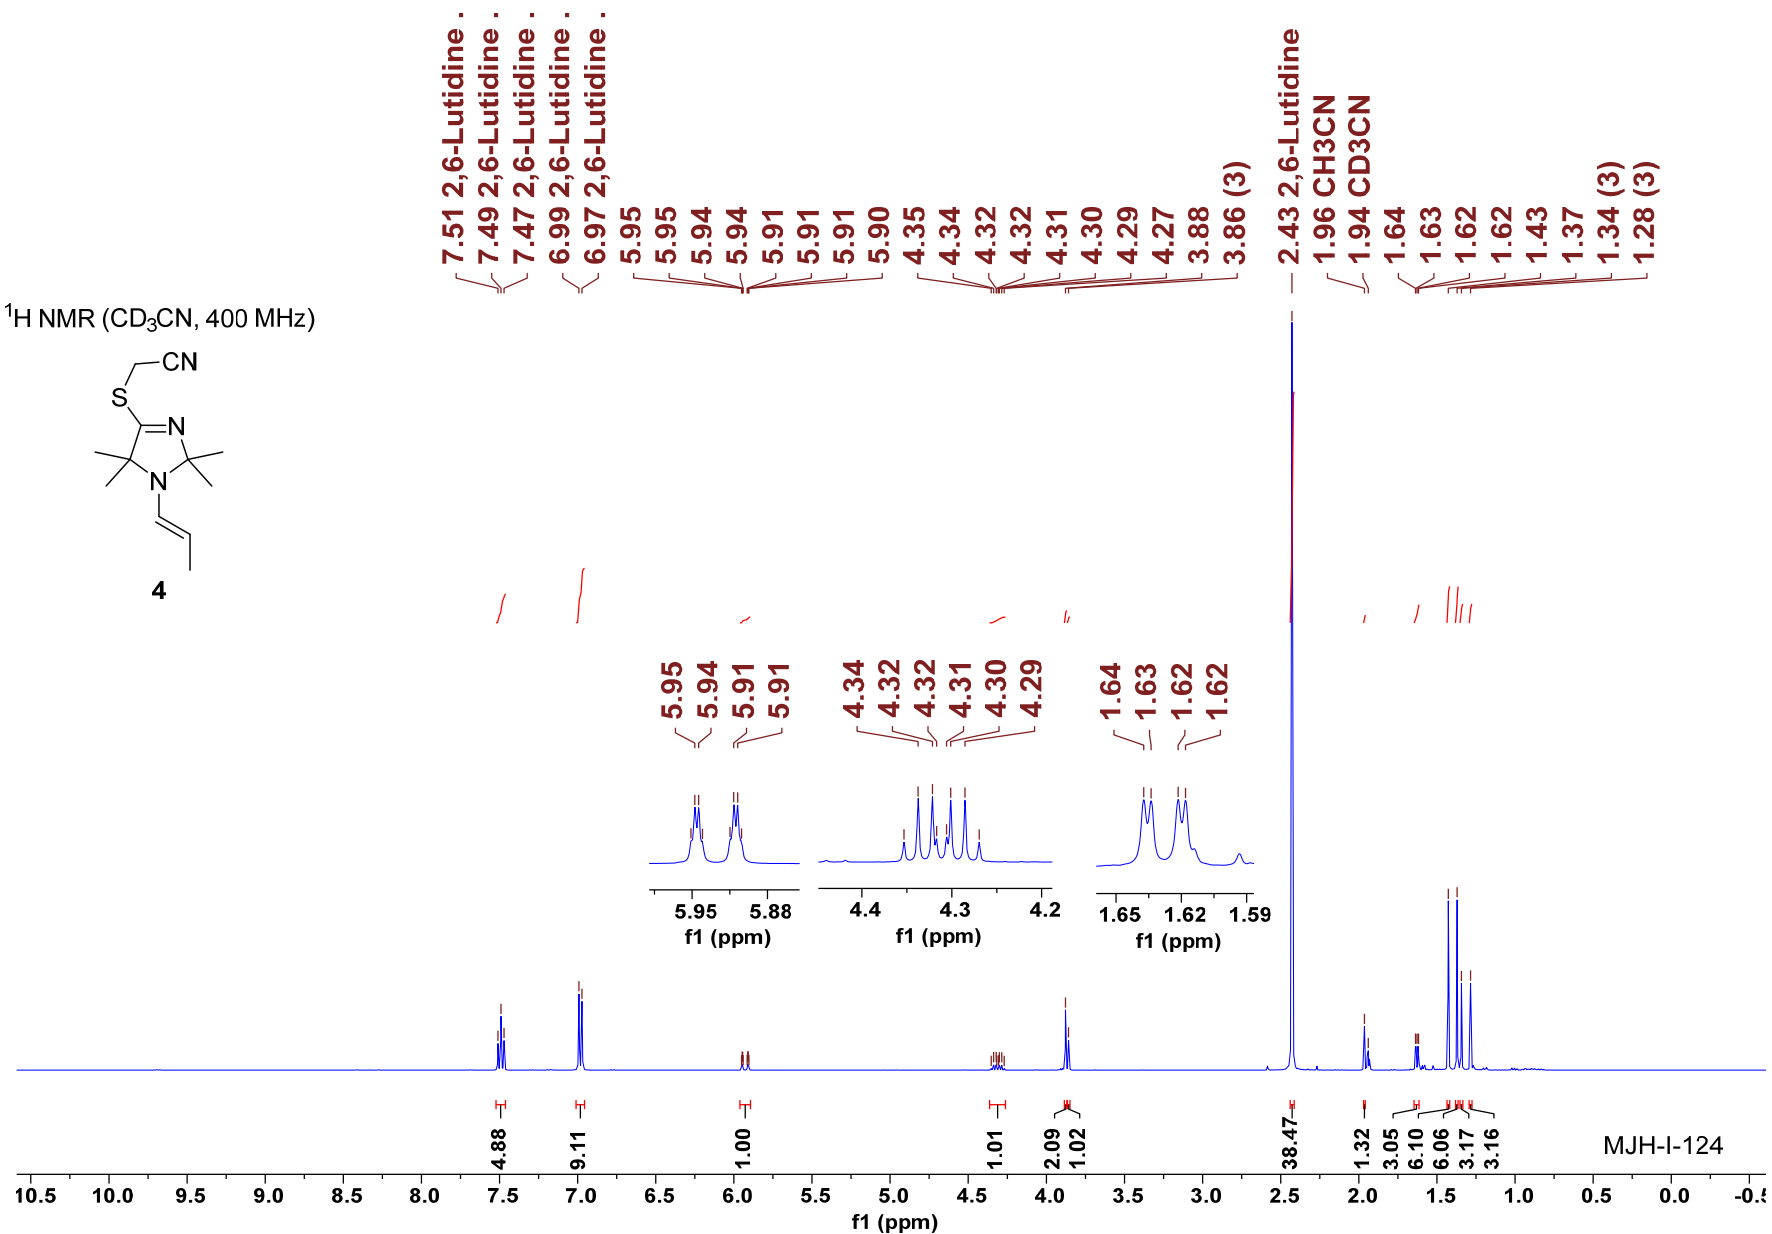 7.51 2,6-Lutidine .
7.49 2,6-Lutidine .
7.47 2,6-Lutidine .
6.99 2,6-Lutidine .
6.97 2,6-Lutidine .
5.95
5.95
5.94
5.94
5.91
5.91
5.91
5.90
4.35
4.34
4.32
4.32
4.31
4.30
4.29
4.27
3.88
3.86 (3)
2.43 2,6-Lutidine
1.96 CH3CN
1.94 CD3CN
1.64
1.63
1.62
1.62
1.43
1.37
1.34 (3)
1.28 (3)
¹H NMR (CD₃CN, 400 MHz)
CN
S
N
N
4
5.95
5.94
5.91
5.91
4.34
4.32
4.32
4.31
4.30
4.29
1.64
1.63
1.62
1.62
5.95 5.88
f1 (ppm)
4.4 4.3 4.2
f1 (ppm)
1.65 1.62 1.59
f1 (ppm)
4.88
9.11
1.00
1.01
2.09
1.02
38.47
1.32
3.05
6.10
6.06
3.17
3.16
MJH-I-124
10.5 10.0 9.5 9.0 8.5 8.0 7.5 7.0 6.5 6.0 5.5 5.0 4.5 4.0 3.5 3.0 2.5 2.0 1.5 1.0 0.5 0.0 -0.5
f1 (ppm)